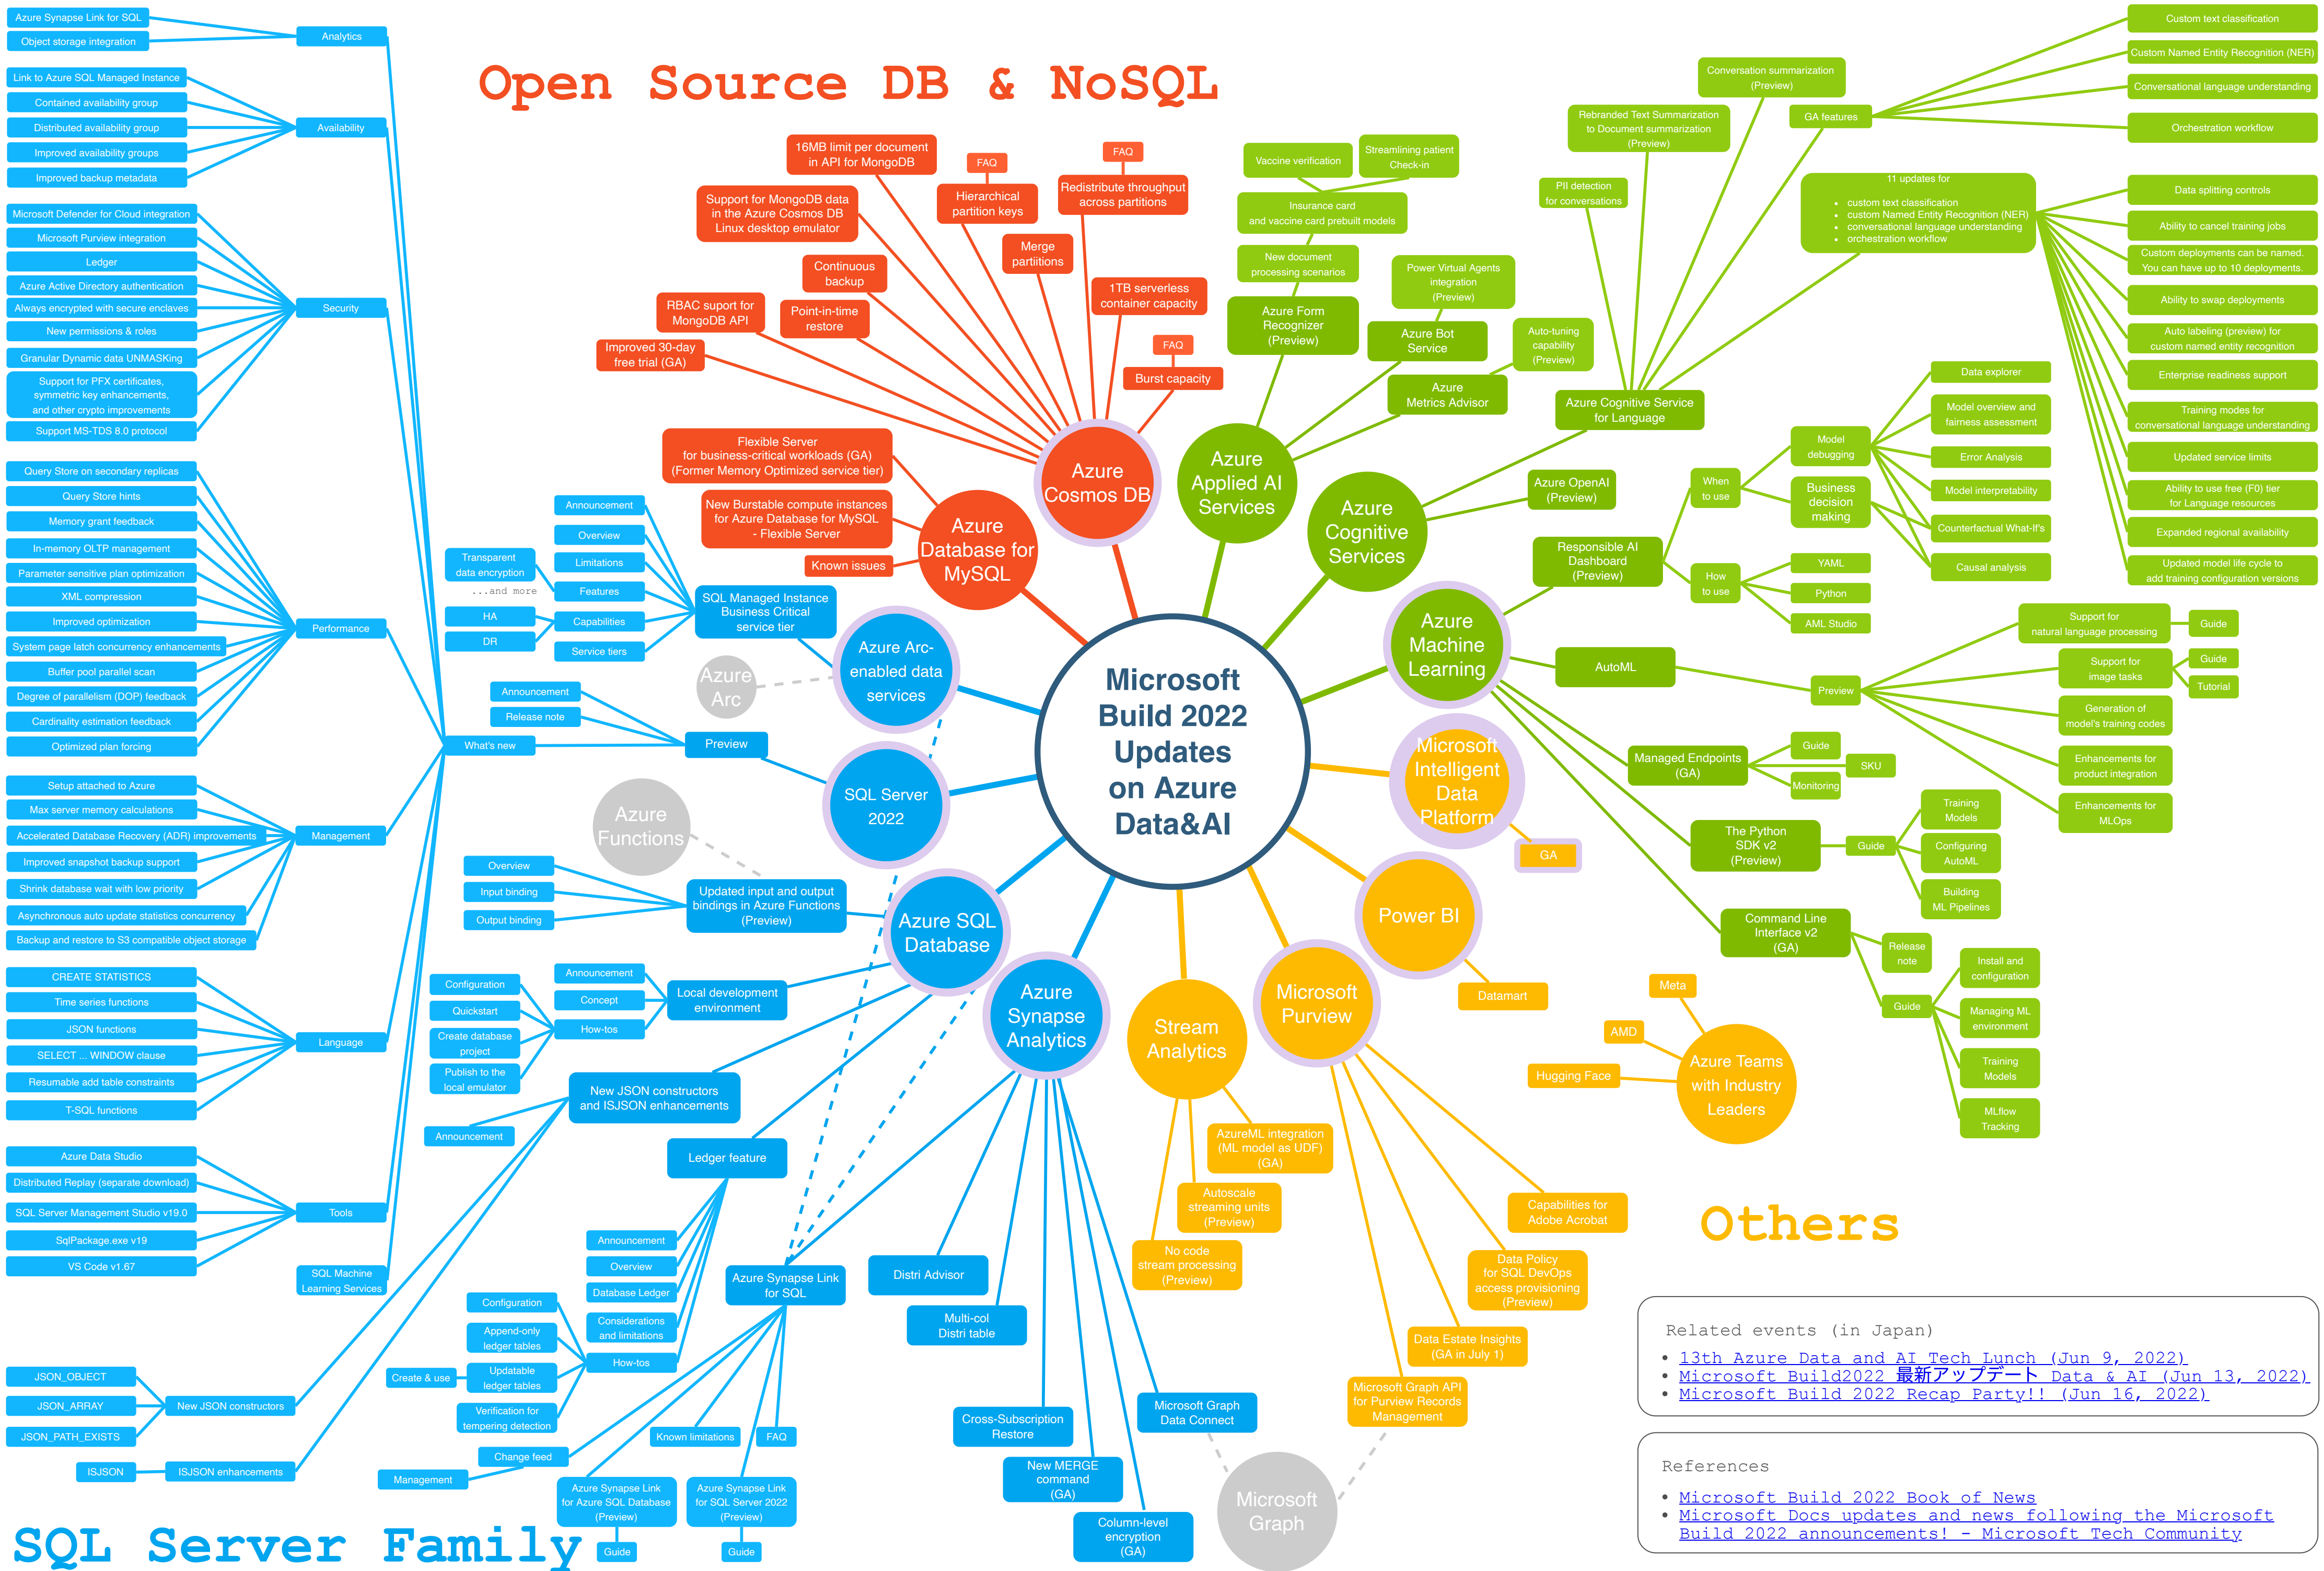 Open Source DB & NoSQL
Azure Synapse Link for SQL
Object storage integration
Analytics
Link to Azure SQL Managed Instance
Contained availability group
Distributed availability group
Improved availability groups
Improved backup metadata
Availability
Microsoft Defender for Cloud integration
Microsoft Purview integration
Ledger
Azure Active Directory authentication
Always encrypted with secure enclaves
New permissions & roles
Granular Dynamic data UNMASKing
Support for PFX certificates,
symmetric key enhancements,
and other crypto improvements
Support MS-TDS 8.0 protocol
Security
Query Store on secondary replicas
Query Store hints
Memory grant feedback
In-memory OLTP management
Parameter sensitive plan optimization
XML compression
Improved optimization
System page latch concurrency enhancements
Buffer pool parallel scan
Degree of parallelism (DOP) feedback
Cardinality estimation feedback
Optimized plan forcing
Performance
Setup attached to Azure
Max server memory calculations
Accelerated Database Recovery (ADR) improvements
Improved snapshot backup support
Shrink database wait with low priority
Asynchronous auto update statistics concurrency
Backup and restore to S3 compatible object storage
Management
CREATE STATISTICS
Time series functions
JSON functions
SELECT ... WINDOW clause
Resumable add table constraints
T-SQL functions
Language
Azure Data Studio
Distributed Replay (separate download)
SQL Server Management Studio v19.0
SqlPackage.exe v19
VS Code v1.67
Tools
SQL Machine
Learning Services
What's new
Announcement
Release note
Preview
SQL Server
2022
JSON_OBJECT
JSON_ARRAY
JSON_PATH_EXISTS
New JSON constructors
ISJSON
ISJSON enhancements
SQL Server Family
16MB limit per document
in API for MongoDB
Support for MongoDB data
in the Azure Cosmos DB
Linux desktop emulator
FAQ
Hierarchical
partition keys
FAQ
Redistribute throughput
across partitions
Merge
partiitions
Continuous
backup
1TB serverless
container capacity
RBAC suport for
MongoDB API
Point-in-time
restore
Improved 30-day
free trial (GA)
FAQ
Burst capacity
Azure
Cosmos DB
Flexible Server
for business-critical workloads (GA)
(Former Memory Optimized service tier)
New Burstable compute instances
for Azure Database for MySQL
- Flexible Server
Known issues
Azure
Database for
MySQL
Announcement
Overview
Limitations
Features
Capabilities
Service tiers
Transparent
data encryption
...and more
HA
DR
SQL Managed Instance
Business Critical
service tier
Azure Arc-
enabled data
services
Azure
Arc
Azure
Functions
Overview
Input binding
Output binding
Updated input and output
bindings in Azure Functions
(Preview)
Azure SQL
Database
Announcement
Concept
How-tos
Configuration
Quickstart
Create database
project
Publish to the
local emulator
Local development
environment
New JSON constructors
and ISJSON enhancements
Announcement
Ledger feature
Announcement
Overview
Database Ledger
Considerations
and limitations
How-tos
Configuration
Append-only
ledger tables
Updatable
ledger tables
Create & use
Verification for
tempering detection
Azure Synapse Link
for SQL
Known limitations
FAQ
Change feed
Management
Azure Synapse Link
for Azure SQL Database
(Preview)
Guide
Azure Synapse Link
for SQL Server 2022
(Preview)
Guide
Azure
Synapse
Analytics
Distri Advisor
Multi-col
Distri table
Cross-Subscription
Restore
New MERGE
command
(GA)
Column-level
encryption
(GA)
Microsoft Graph
Data Connect
Microsoft
Graph
Microsoft
Build 2022
Updates
on Azure
Data&AI
Vaccine verification
Streamlining patient
Check-in
Insurance card
and vaccine card prebuilt models
New document
processing scenarios
Azure Form
Recognizer
(Preview)
Power Virtual Agents
integration
(Preview)
Azure Bot
Service
Auto-tuning
capability
(Preview)
Azure
Metrics Advisor
Azure
Applied AI
Services
Azure
Cognitive
Services
Azure Cognitive Service
for Language
PII detection
for conversations
Rebranded Text Summarization
to Document summarization
(Preview)
Conversation summarization
(Preview)
GA features
Custom text classification
Custom Named Entity Recognition (NER)
Conversational language understanding
Orchestration workflow
11 updates for
• custom text classification
• custom Named Entity Recognition (NER)
• conversational language understanding
• orchestration workflow
Data splitting controls
Ability to cancel training jobs
Custom deployments can be named.
You can have up to 10 deployments.
Ability to swap deployments
Auto labeling (preview) for
custom named entity recognition
Enterprise readiness support
Training modes for
conversational language understanding
Updated service limits
Ability to use free (F0) tier
for Language resources
Expanded regional availability
Updated model life cycle to
add training configuration versions
Azure OpenAI
(Preview)
Azure
Machine
Learning
Responsible AI
Dashboard
(Preview)
When
to use
Model
debugging
Business
decision
making
Data explorer
Model overview and
fairness assessment
Error Analysis
Model interpretability
Counterfactual What-If's
Causal analysis
How
to use
YAML
Python
AML Studio
AutoML
Preview
Support for
natural language processing
Guide
Support for
image tasks
Guide
Tutorial
Generation of
model's training codes
Enhancements for
product integration
Enhancements for
MLOps
Managed Endpoints
(GA)
Guide
SKU
Monitoring
The Python
SDK v2
(Preview)
Guide
Training
Models
Configuring
AutoML
Building
ML Pipelines
Command Line
Interface v2
(GA)
Release
note
Guide
Install and
configuration
Managing ML
environment
Training
Models
MLflow
Tracking
Microsoft
Intelligent
Data
Platform
GA
Power BI
Datamart
Microsoft
Purview
Capabilities for
Adobe Acrobat
Data Policy
for SQL DevOps
access provisioning
(Preview)
Data Estate Insights
(GA in July 1)
Microsoft Graph API
for Purview Records
Management
Stream
Analytics
AzureML integration
(ML model as UDF)
(GA)
Autoscale
streaming units
(Preview)
No code
stream processing
(Preview)
Meta
AMD
Hugging Face
Azure Teams
with Industry
Leaders
Others
Related events (in Japan)
• 13th Azure Data and AI Tech Lunch (Jun 9, 2022)
• Microsoft Build2022 最新アップデート Data & AI (Jun 13, 2022)
• Microsoft Build 2022 Recap Party!! (Jun 16, 2022)
References
• Microsoft Build 2022 Book of News
• Microsoft Docs updates and news following the Microsoft
Build 2022 announcements! - Microsoft Tech Community